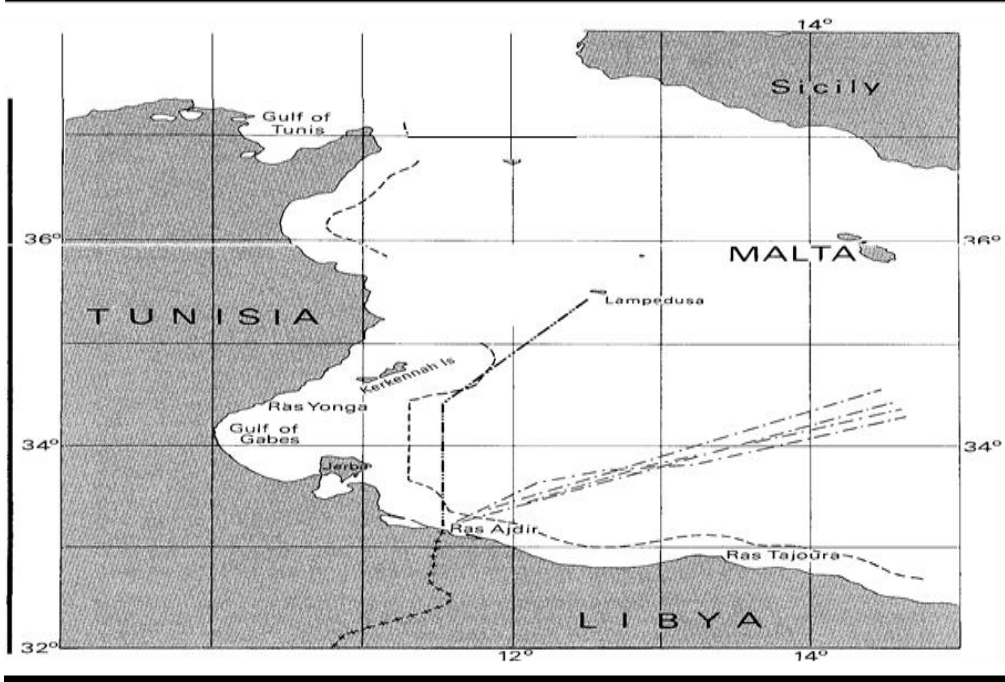 14°
Sicily
Gulf of
Tunis
36°
36°
MALTA
Lampedusa
TUNISIA
Kerkennah Is
Ras Yonga
Gulf of
Gabes
34°
34°
Jerba
Ras Ajdir
Ras Tajoura
LIBYA
32°
12°
14°